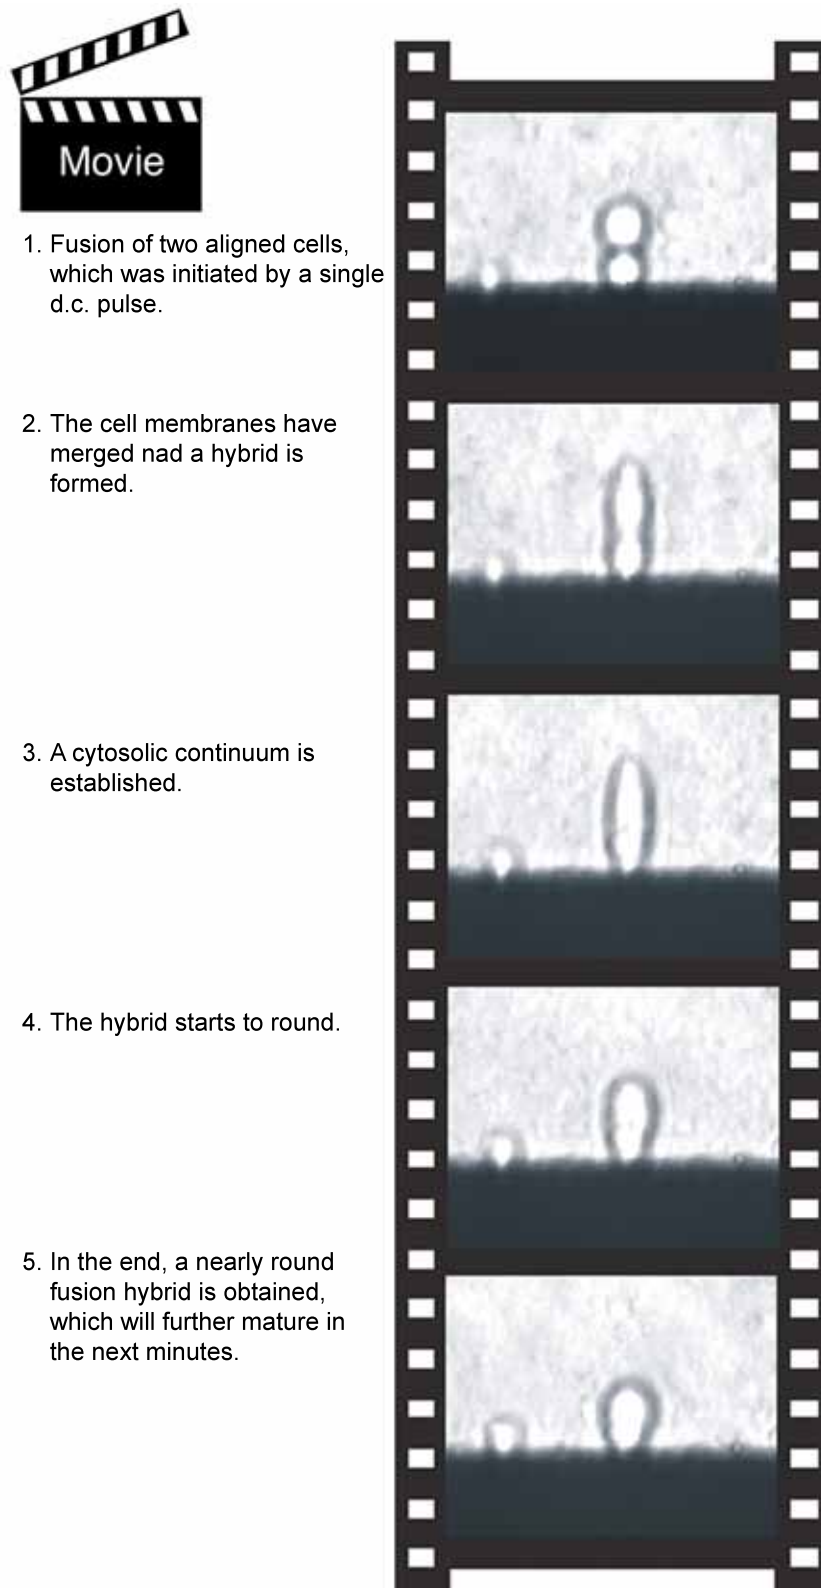 Movie
1. Fusion of two aligned cells,
which was initiated by a single
d.c. pulse.
2. The cell membranes have
merged nad a hybrid is
formed.
3. A cytosolic continuum is
established.
4. The hybrid starts to round.
5. In the end, a nearly round
fusion hybrid is obtained,
which will further mature in
the next minutes.